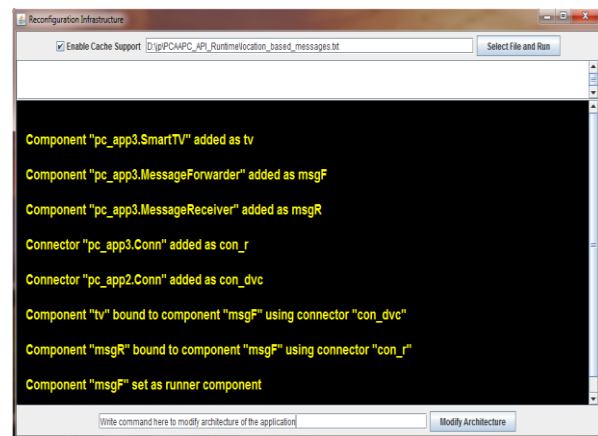 Reconfiguration Infrastructure
Enable Cache Support D:\jp\PCAAPC_API_Runtime\location_based_messages.txt Select File and Run
Component "pc_app3.SmartTV" added as tv
Component "pc_app3.MessageForwarder" added as msgF
Component "pc_app3.MessageReceiver" added as msgR
Connector "pc_app3.Conn" added as con_r
Connector "pc_app2.Conn" added as con_dvc
Component "tv" bound to component "msgF" using connector "con_dvc"
Component "msgR" bound to component "msgF" using connector "con_r"
Component "msgF" set as runner component
Write command here to modify architecture of the application Modify Architecture